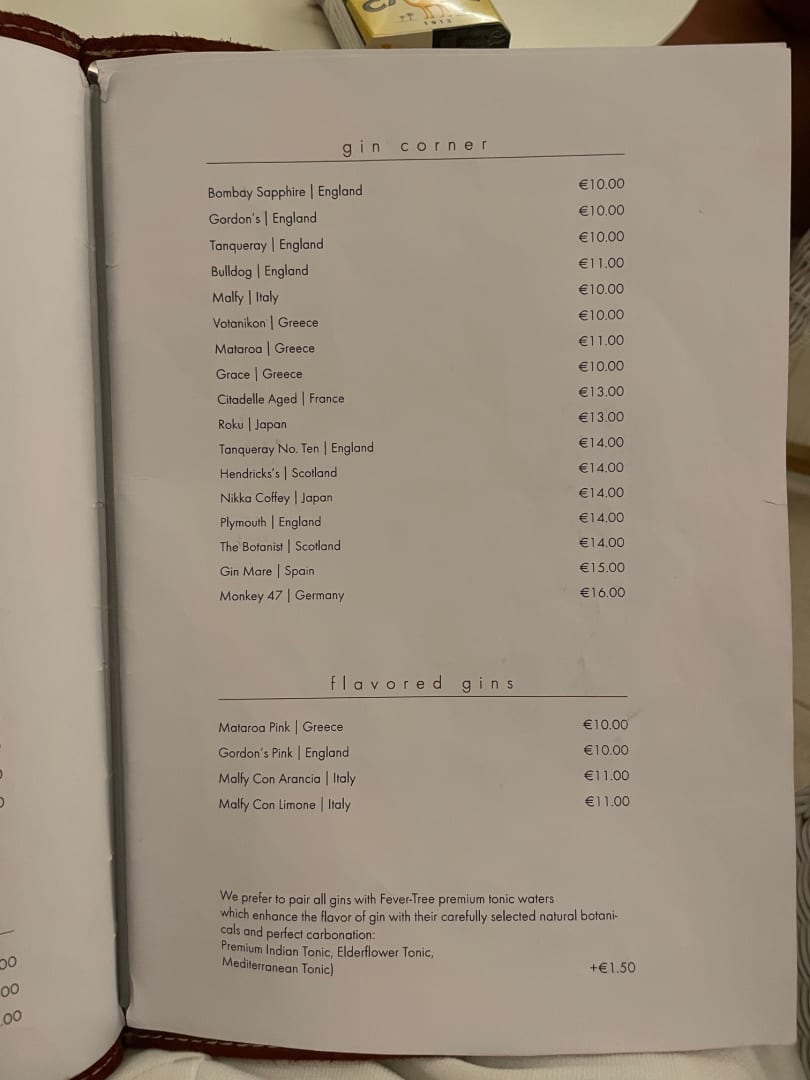 1913
gin corner
Bombay Sapphire | England €10.00
Gordon's | England €10.00
Tanqueray | England €10.00
Bulldog | England €11.00
Malfy | Italy €10.00
Votanikon | Greece €10.00
Mataroa | Greece €11.00
Grace | Greece €10.00
Citadelle Aged | France €13.00
Roku | Japan €13.00
Tanqueray No. Ten | England €14.00
Hendricks's | Scotland €14.00
Nikka Coffey | Japan €14.00
Plymouth | England €14.00
The Botanist | Scotland €14.00
Gin Mare | Spain €15.00
Monkey 47 | Germany €16.00
flavored gins
Mataroa Pink | Greece €10.00
Gordon's Pink | England €10.00
Malfy Con Arancia | Italy €11.00
Malfy Con Limone | Italy €11.00
We prefer to pair all gins with Fever-Tree premium tonic waters
which enhance the flavor of gin with their carefully selected natural botani-
cals and perfect carbonation:
Premium Indian Tonic, Elderflower Tonic,
Mediterranean Tonic) +€1.50